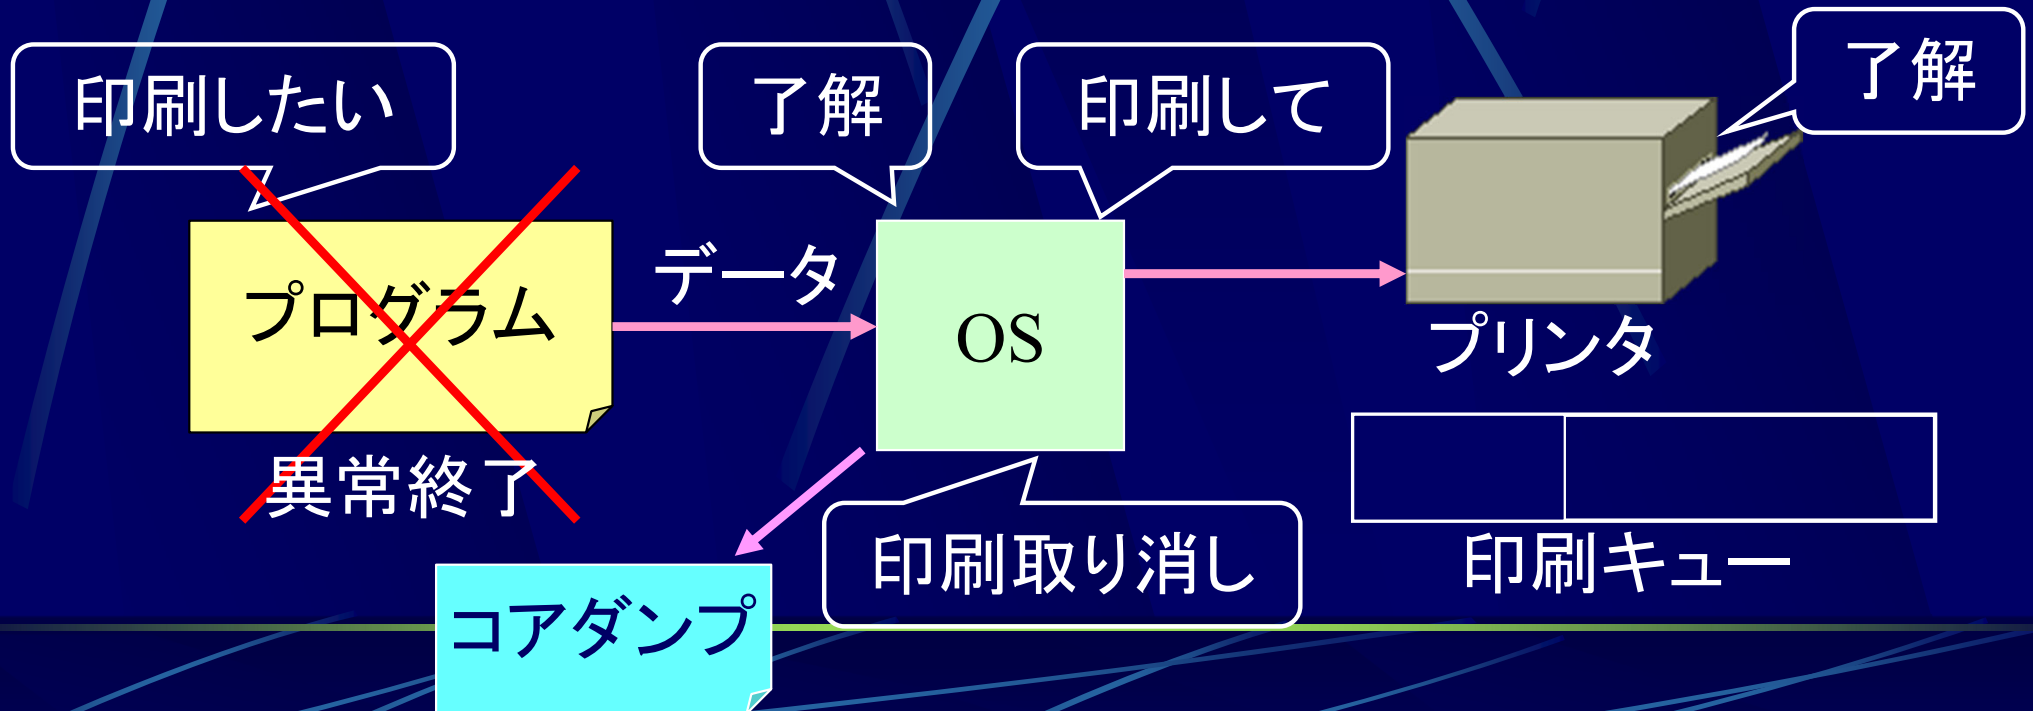 印刷したい
了解
印刷して
了解
プログラム
データ
OS
プリンタ
異常終了
印刷取り消し
印刷キュー
コアダンプ